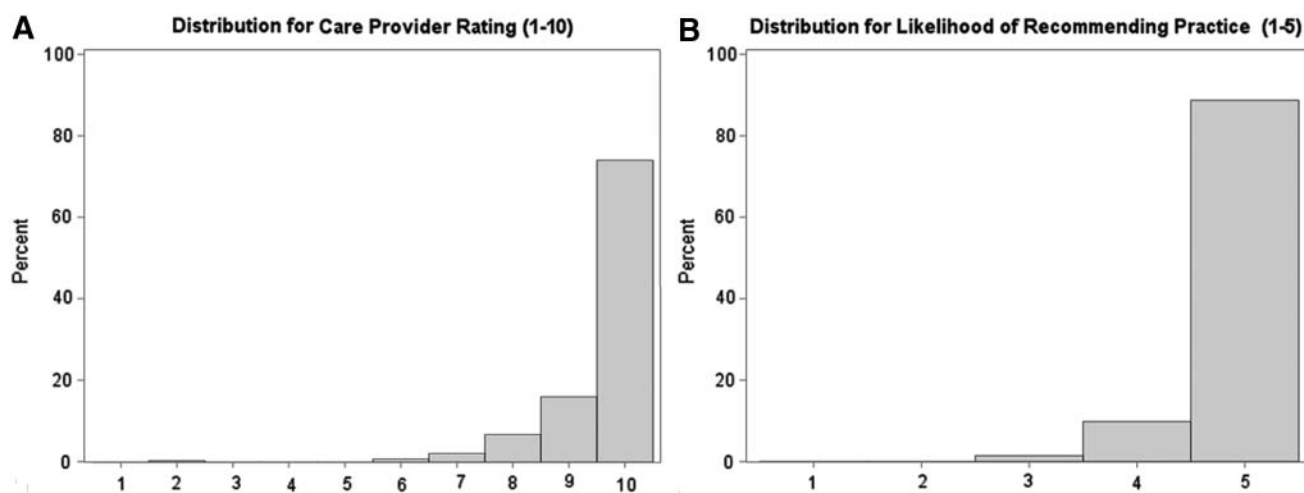 A
Distribution for Care Provider Rating (1-10)
100
80
60
40
20
0
Percent
1 2 3 4 5 6 7 8 9 10
B
Distribution for Likelihood of Recommending Practice (1-5)
100
80
60
40
20
0
Percent
1 2 3 4 5